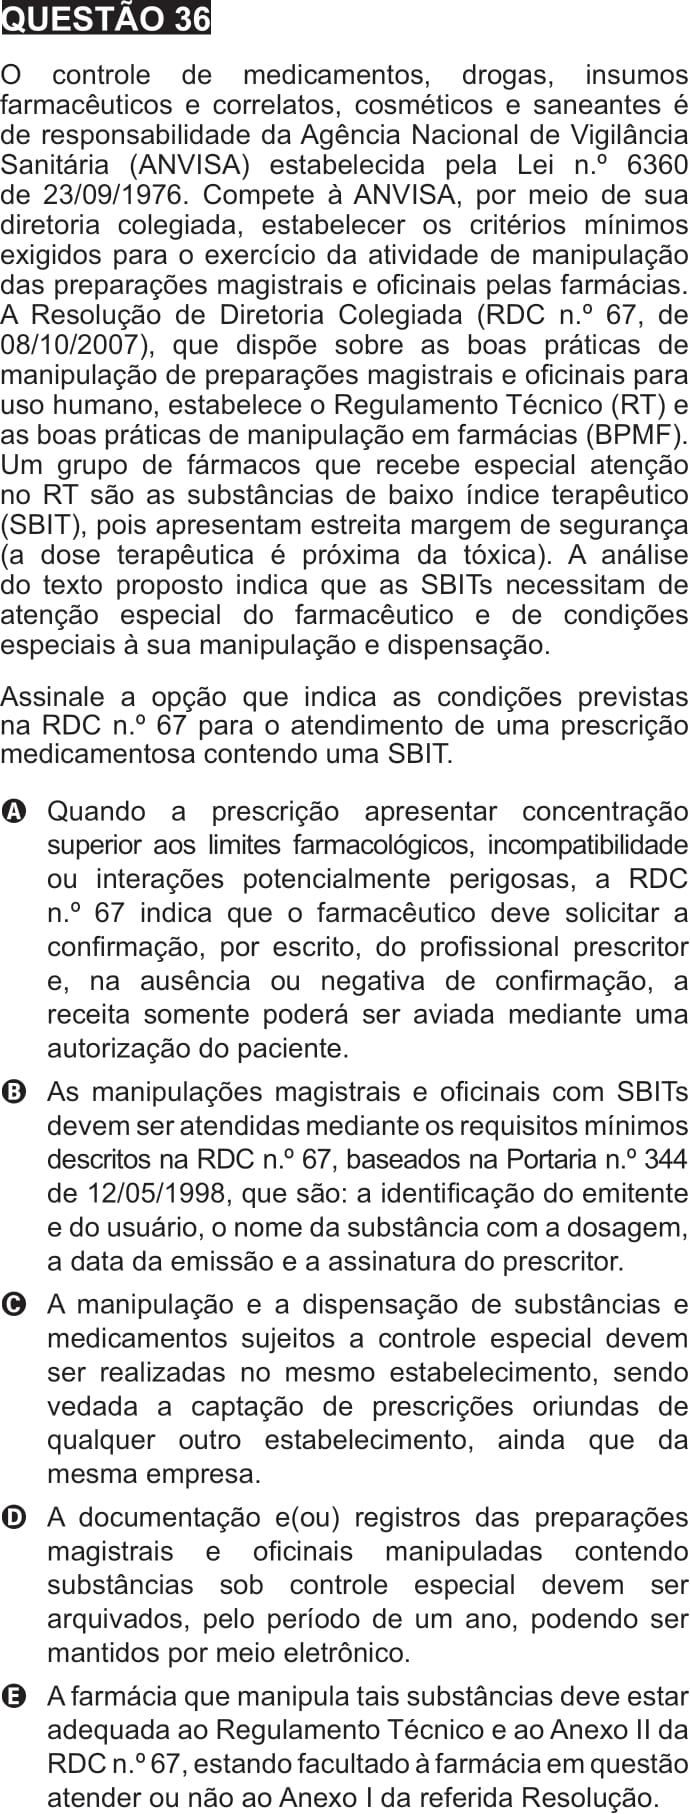 QUESTÃO 36
O controle de medicamentos, drogas, insumos
farmacêuticos e correlatos, cosméticos e saneantes é
de responsabilidade da Agência Nacional de Vigilância
Sanitária (ANVISA) estabelecida pela Lei n.º 6360
de 23/09/1976. Compete à ANVISA, por meio de sua
diretoria colegiada, estabelecer os critérios mínimos
exigidos para o exercício da atividade de manipulação
das preparações magistrais e oficinais pelas farmácias.
A Resolução de Diretoria Colegiada (RDC n.º 67, de
08/10/2007), que dispõe sobre as boas práticas de
manipulação de preparações magistrais e oficinais para
uso humano, estabelece o Regulamento Técnico (RT) e
as boas práticas de manipulação em farmácias (BPMF).
Um grupo de fármacos que recebe especial atenção
no RT são as substâncias de baixo índice terapêutico
(SBIT), pois apresentam estreita margem de segurança
(a dose terapêutica é próxima da tóxica). A análise
do texto proposto indica que as SBITs necessitam de
atenção especial do farmacêutico e de condições
especiais à sua manipulação e dispensação.
Assinale a opção que indica as condições previstas
na RDC n.º 67 para o atendimento de uma prescrição
medicamentosa contendo uma SBIT.
A Quando a prescrição apresentar concentração
superior aos limites farmacológicos, incompatibilidade
ou interações potencialmente perigosas, a RDC
n.º 67 indica que o farmacêutico deve solicitar a
confirmação, por escrito, do profissional prescritor
e, na ausência ou negativa de confirmação, a
receita somente poderá ser aviada mediante uma
autorização do paciente.
B As manipulações magistrais e oficinais com SBITs
devem ser atendidas mediante os requisitos mínimos
descritos na RDC n.º 67, baseados na Portaria n.º 344
de 12/05/1998, que são: a identificação do emitente
e do usuário, o nome da substância com a dosagem,
a data da emissão e a assinatura do prescritor.
C A manipulação e a dispensação de substâncias e
medicamentos sujeitos a controle especial devem
ser realizadas no mesmo estabelecimento, sendo
vedada a captação de prescrições oriundas de
qualquer outro estabelecimento, ainda que da
mesma empresa.
D A documentação e(ou) registros das preparações
magistrais e oficinais manipuladas contendo
substâncias sob controle especial devem ser
arquivados, pelo período de um ano, podendo ser
mantidos por meio eletrônico.
E A farmácia que manipula tais substâncias deve estar
adequada ao Regulamento Técnico e ao Anexo II da
RDC n.º 67, estando facultado à farmácia em questão
atender ou não ao Anexo I da referida Resolução.